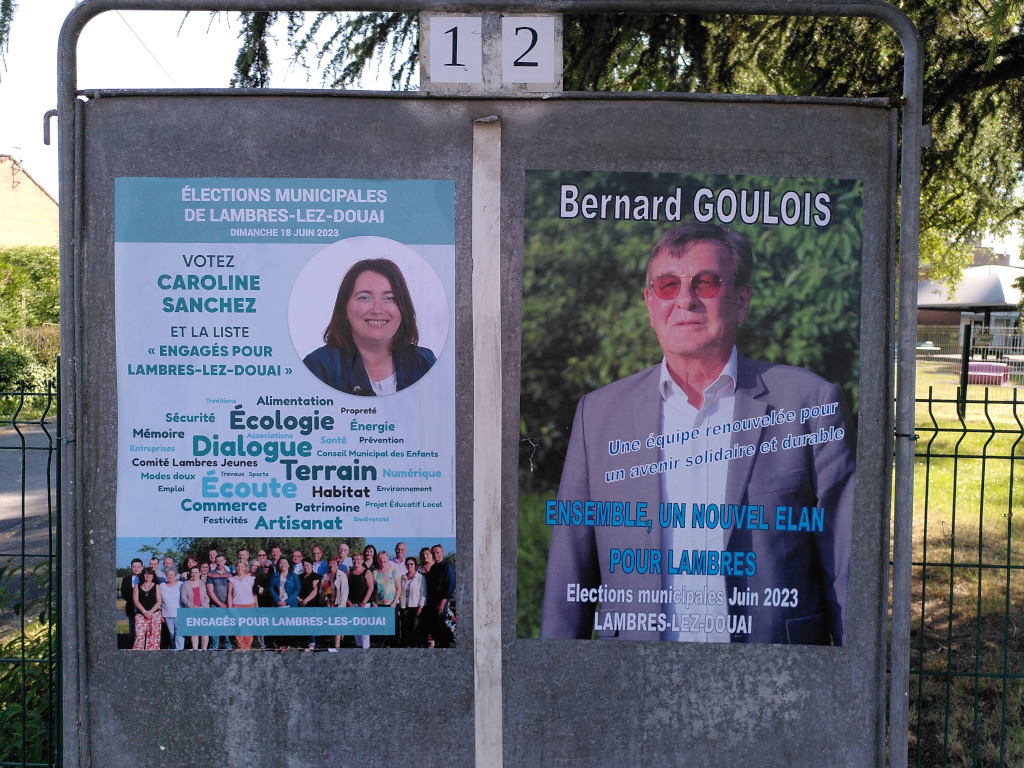 1 2
ÉLECTIONS MUNICIPALES
DE LAMBRES-LEZ-DOUAI
DIMANCHE 18 JUIN 2023
VOTEZ
CAROLINE
SANCHEZ
ET LA LISTE
« ENGAGÉS POUR
LAMBRES-LEZ-DOUAI »
Traditions Alimentation
Propreté
Sécurité Écologie Énergie
Mémoire Associations Santé Prévention
Entreprises Dialogue Conseil Municipal des Enfants
Comité Lambres Jeunes Terrain Numérique
Modes doux Travaux Sports
Emploi Écoute Habitat Environnement
Commerce Patrimoine Projet Éducatif Local
Festivités Artisanat Biodiversité
ENGAGÉS POUR LAMBRES-LES-DOUAI
Bernard GOULOIS
Une équipe renouvelée pour
un avenir solidaire et durable
ENSEMBLE, UN NOUVEL ELAN
POUR LAMBRES
Elections municipales Juin 2023
LAMBRES-LEZ-DOUAI